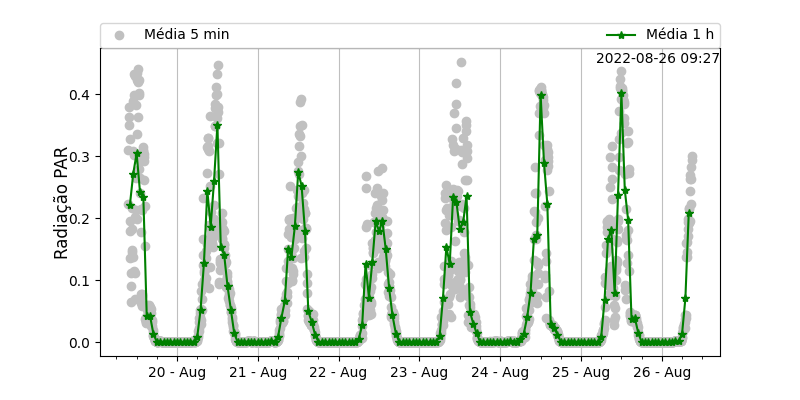 Média 5 min
Média 1 h
2022-08-26 09:27
Radiação PAR
0.4
0.3
0.2
0.1
0.0
20 - Aug
21 - Aug
22 - Aug
23 - Aug
24 - Aug
25 - Aug
26 - Aug